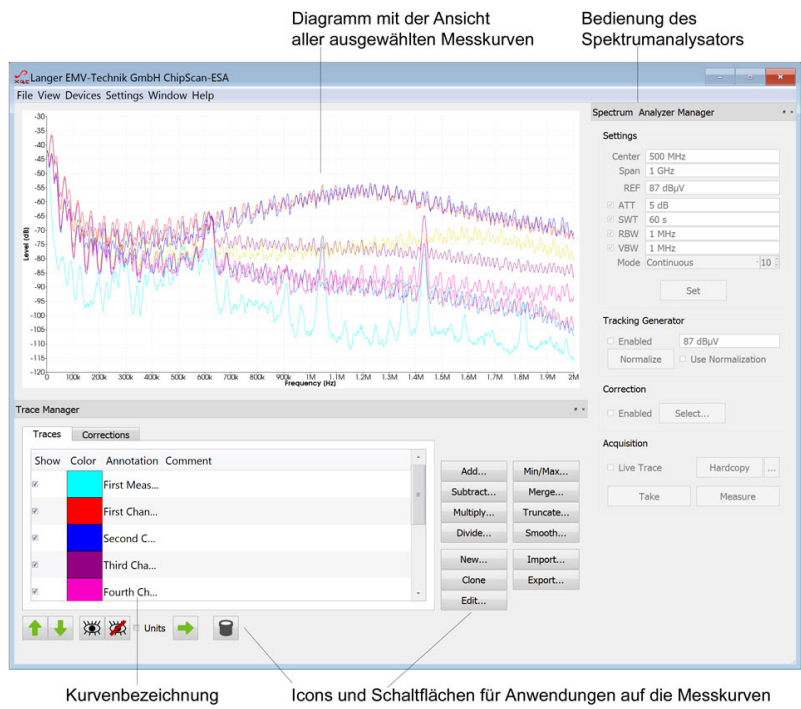 Diagramm mit der Ansicht
aller ausgewählten Messkurven
Bedienung des
Spektrumanalysators
Langer EMV-Technik GmbH ChipScan-ESA
File View Devices Settings Window Help
-30
-35
-40
-45
-50
-55
-60
-65
-70
-75
-80
-85
-90
-95
-100
-105
-110
-115
-120
Level (dB)
0 100k 200k 300k 400k 500k 600k 700k 800k 900k 1M 1.1M 1.2M 1.3M 1.4M 1.5M 1.6M 1.7M 1.8M 1.9M 2M
Frequency (Hz)
Spectrum Analyzer Manager
Settings
Center 500 MHz
Span 1 GHz
REF 87 dBµV
ATT 5 dB
SWT 60 s
RBW 1 MHz
VBW 1 MHz
Mode Continuous 10
Set
Tracking Generator
Enabled 87 dBµV
Normalize Use Normalization
Correction
Enabled Select...
Acquisition
Live Trace Hardcopy ...
Take Measure
Trace Manager
Traces Corrections
Show Color Annotation Comment
First Meas...
First Chan...
Second C...
Third Cha...
Fourth Ch...
Add... Min/Max...
Subtract... Merge...
Multiply... Truncate...
Divide... Smooth...
New... Import...
Clone Export...
Edit...
Units
Kurvenbezeichnung
Icons und Schaltflächen für Anwendungen auf die Messkurven